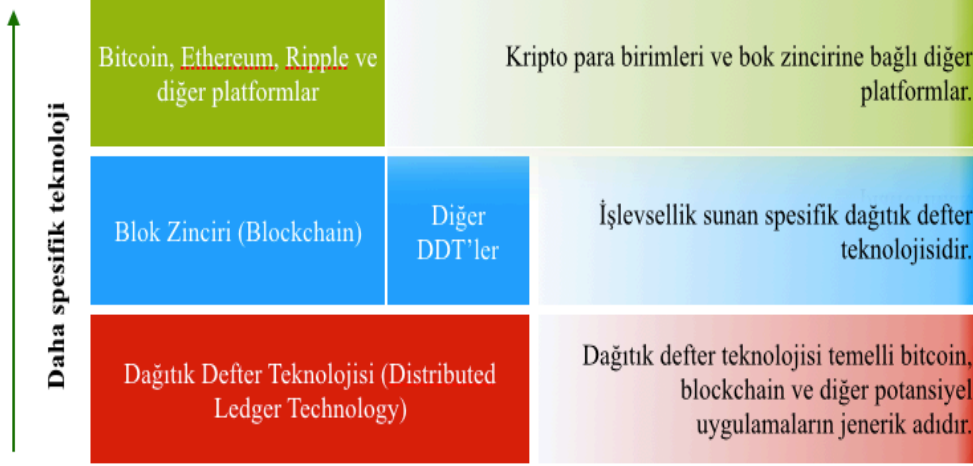 Daha spesifik teknoloji
Bitcoin, Ethereum, Ripple ve
diğer platformlar
Kripto para birimleri ve bok zincirine bağlı diğer
platformlar.
Blok Zinciri (Blockchain)
Diğer
DDT’ler
İşlevsellik sunan spesifik dağıtık defter
teknolojisidir.
Dağıtık Defter Teknolojisi (Distributed
Ledger Technology)
Dağıtık defter teknolojisi temelli bitcoin,
blockchain ve diğer potansiyel
uygulamaların jenerik adıdır.